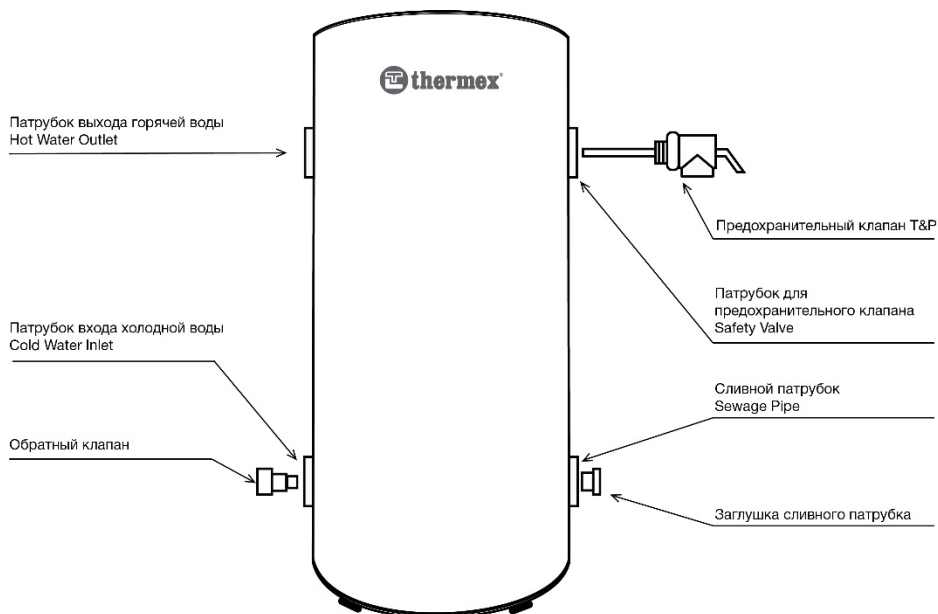 thermex
Патрубок выхода горячей воды
Hot Water Outlet
Предохранительный клапан T&P
Патрубок для
предохранительного клапана
Safety Valve
Патрубок входа холодной воды
Cold Water Inlet
Сливной патрубок
Sewage Pipe
Обратный клапан
Заглушка сливного патрубка